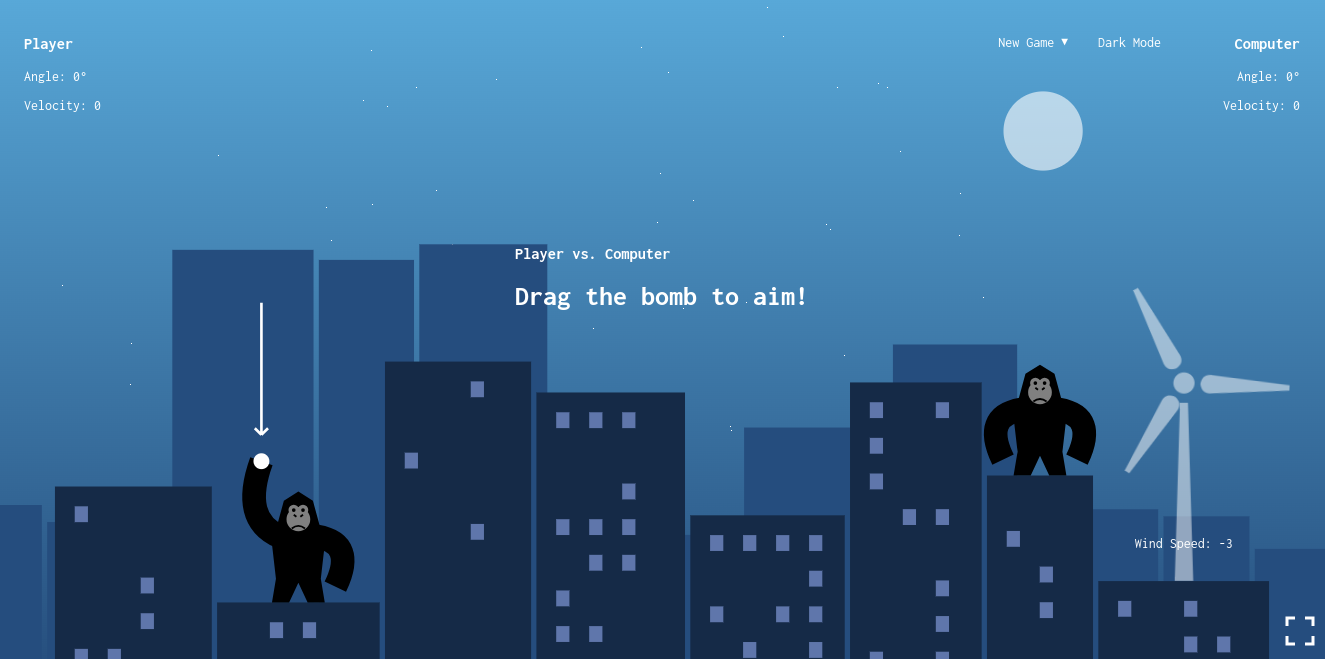 Player
Angle: 0°
Velocity: 0
New Game ▼
Dark Mode
Computer
Angle: 0°
Velocity: 0
Player vs. Computer
Drag the bomb to aim!
Wind Speed: -3